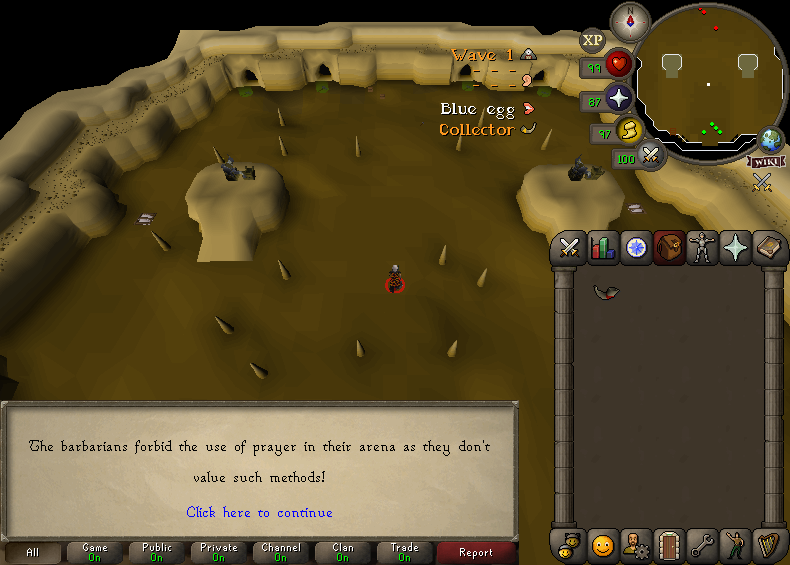 N
Wave 1
XP
99
Blue egg
87
Collector
97
100
WIKI
The barbarians forbid the use of prayer in their arena as they don't
value such methods!
Click here to continue
All
Game
On
Public
On
Private
On
Channel
On
Clan
On
Trade
On
Report